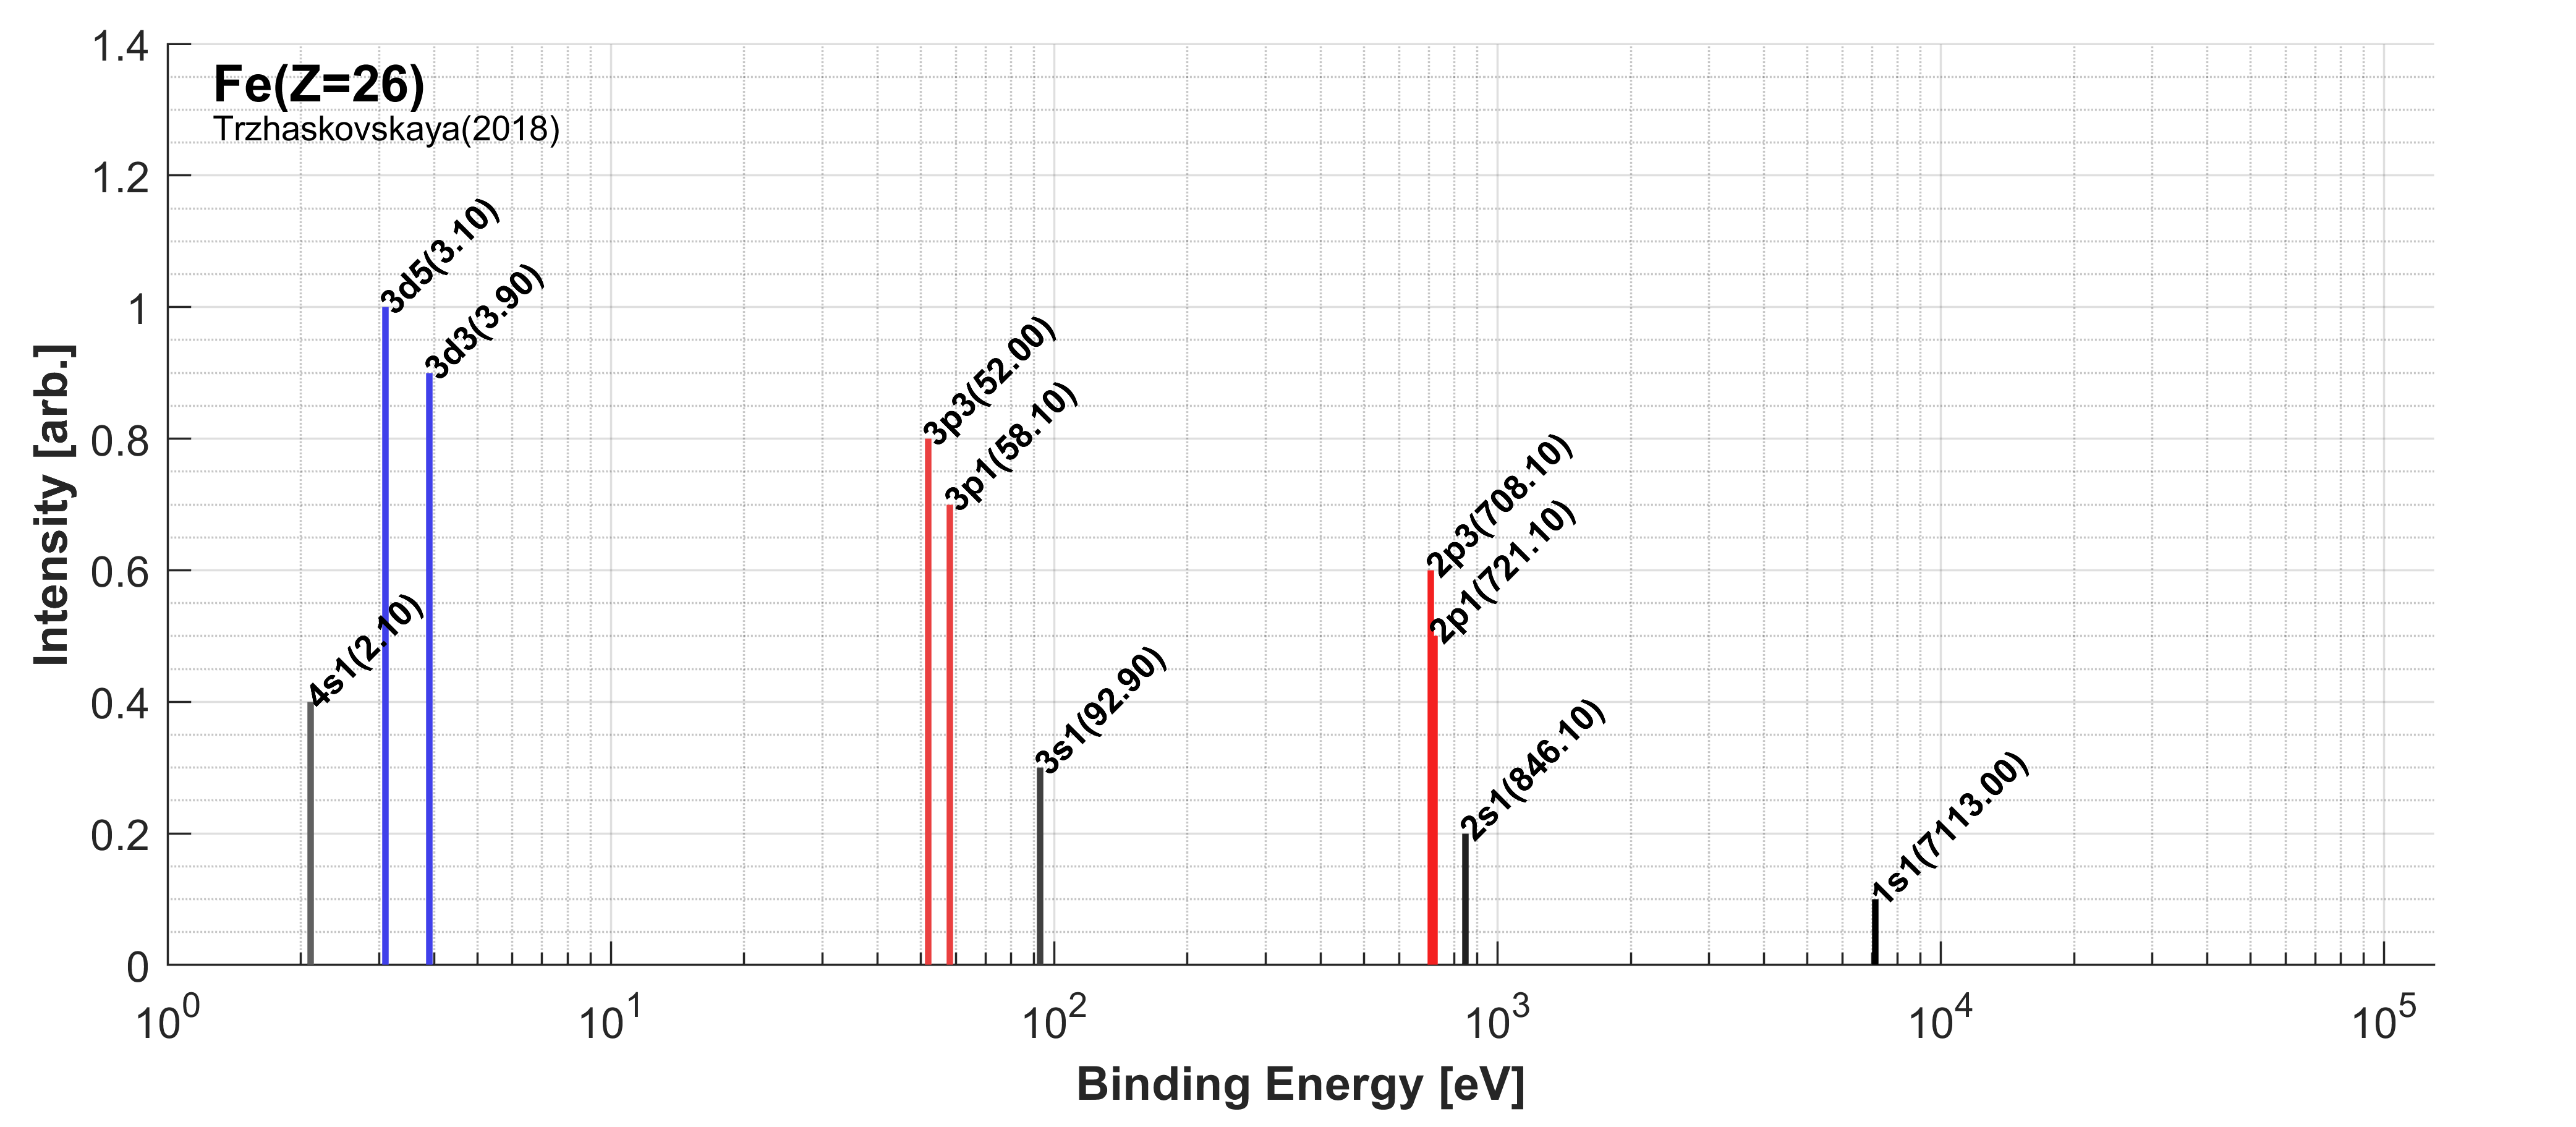 Fe(Z=26)
Trzhaskovskaya(2018)
Intensity [arb.]
1.4
1.2
1
0.8
0.6
0.4
0.2
0
4s1(2.10)
3d5(3.10)
3d3(3.90)
3p3(52.00)
3p1(58.10)
3s1(92.90)
2p3(708.10)
2p1(721.10)
2s1(846.10)
1s1(7113.00)
10^0
10^1
10^2
10^3
10^4
10^5
Binding Energy [eV]